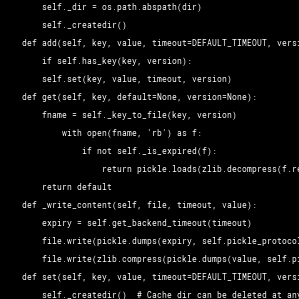 self._dir = os.path.abspath(dir)
self._createdir()
def add(self, key, value, timeout=DEFAULT_TIMEOUT, versi
if self.has_key(key, version):
self.set(key, value, timeout, version)
def get(self, key, default=None, version=None):
fname = self._key_to_file(key, version)
with open(fname, 'rb') as f:
if not self._is_expired(f):
return pickle.loads(zlib.decompress(f.re
return default
def _write_content(self, file, timeout, value):
expiry = self.get_backend_timeout(timeout)
file.write(pickle.dumps(expiry, self.pickle_protocol
file.write(zlib.compress(pickle.dumps(value, self.pi
def set(self, key, value, timeout=DEFAULT_TIMEOUT, versi
self._createdir()  # Cache dir can be deleted at any